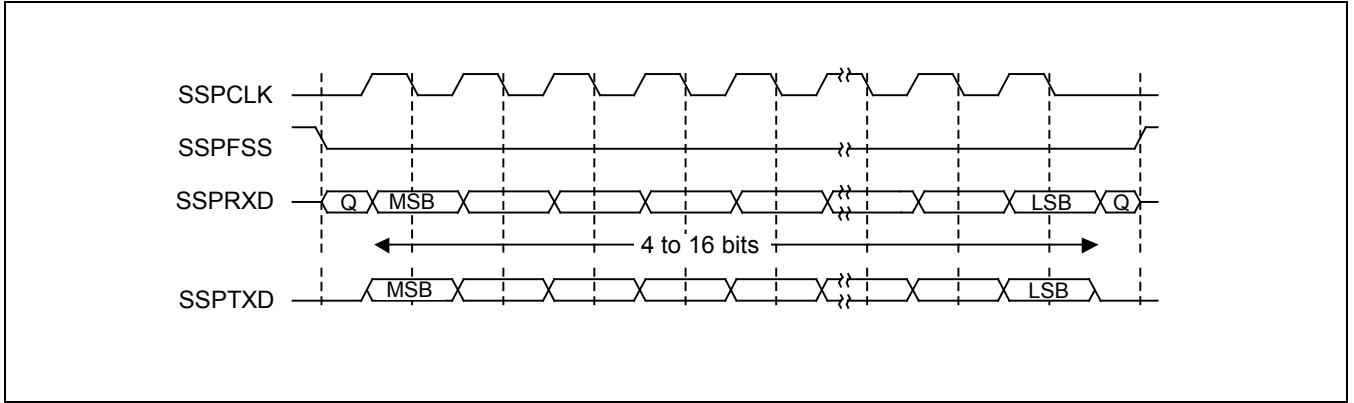 SSPCLK
SSPFSS
SSPRXD Q MSB LSB Q
4 to 16 bits
SSPTXD MSB LSB